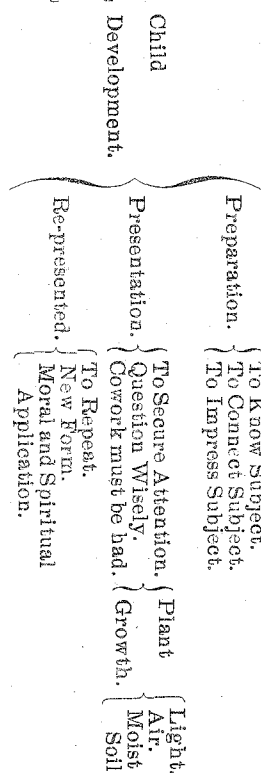 Child
Development.
Preparation.
To Know Subject.
To Connect Subject.
To Impress Subject.
Presentation.
To Secure Attention.
Question Wisely.
Cowork must be had.
Plant
Growth.
Light.
Air.
Moist
Soil
Re-presented.
To Repeat.
New Form.
Moral and Spiritual
Application.